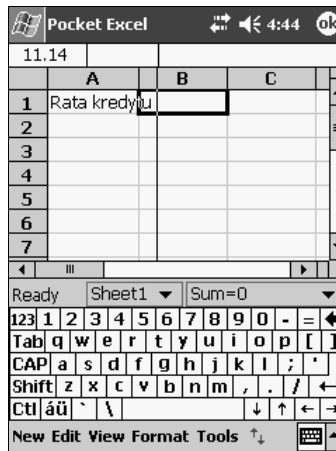 Pocket Excel 4:44 ok
11.14
A B C
1 Rata kredytu
2
3
4
5
6
7
Ready Sheet1 Sum=0
123 1 2 3 4 5 6 7 8 9 0 - =
Tab q w e r t y u i o p [ ]
CAP a s d f g h j k l ; '
Shift z x c v b n m , . /
Ctl áü ` \
New Edit View Format Tools